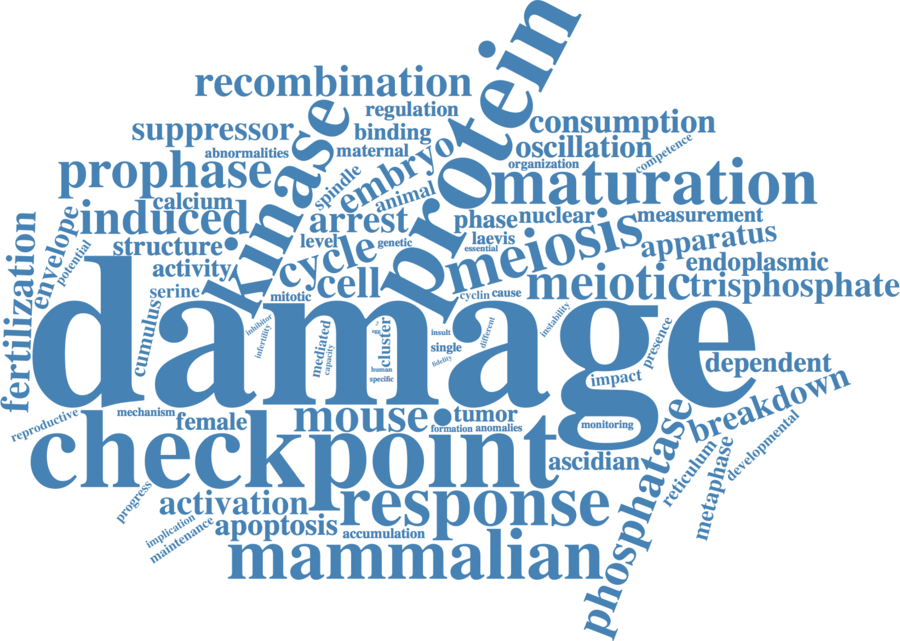 protein
recombination
regulation
kinase
suppressor
binding
consumption
abnormalities
maternal
embryo
oscillation
competence
organization
prophase
spindle
animal
maturation
calcium
induced
arrest
phase
nuclear
measurement
envelope
fertilization
potential
structure
level
cycle
genetic
laevis
essential
meiosis
apparatus
activity
cell
endoplasmic
serine
mitotic
cyclin
cause
meiotic
trisphosphate
damage
cumulus
inhibitor
infertility
mediated
capacity
egg
cluster
human
specific
insult
single
fidelity
different
instability
presence
impact
dependent
reproductive
mechanism
female
mouse
tumor
formation
anomalies
monitoring
breakdown
checkpoint
ascidian
phosphatase
reticulum
metaphase
developmental
progress
activation
response
implication
maintenance
apoptosis
accumulation
mammalian